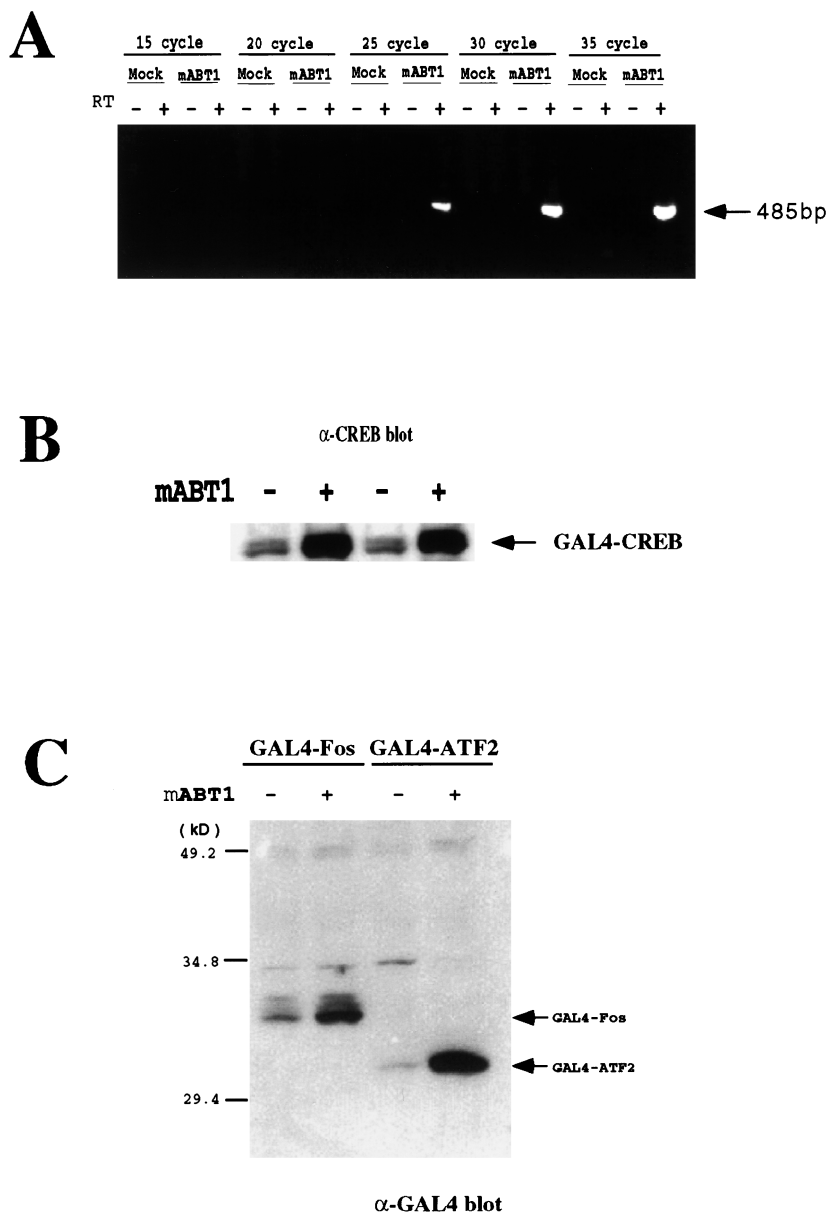 A
15 cycle 20 cycle 25 cycle 30 cycle 35 cycle
Mock mABT1 Mock mABT1 Mock mABT1 Mock mABT1 Mock mABT1
RT - + - + - + - + - + - + - + - + - + - +
485bp
B
α-CREB blot
mABT1 - + - +
GAL4-CREB
C
GAL4-Fos GAL4-ATF2
mABT1 - + - +
(kD)
49.2
34.8
GAL4-Fos
GAL4-ATF2
29.4
α-GAL4 blot